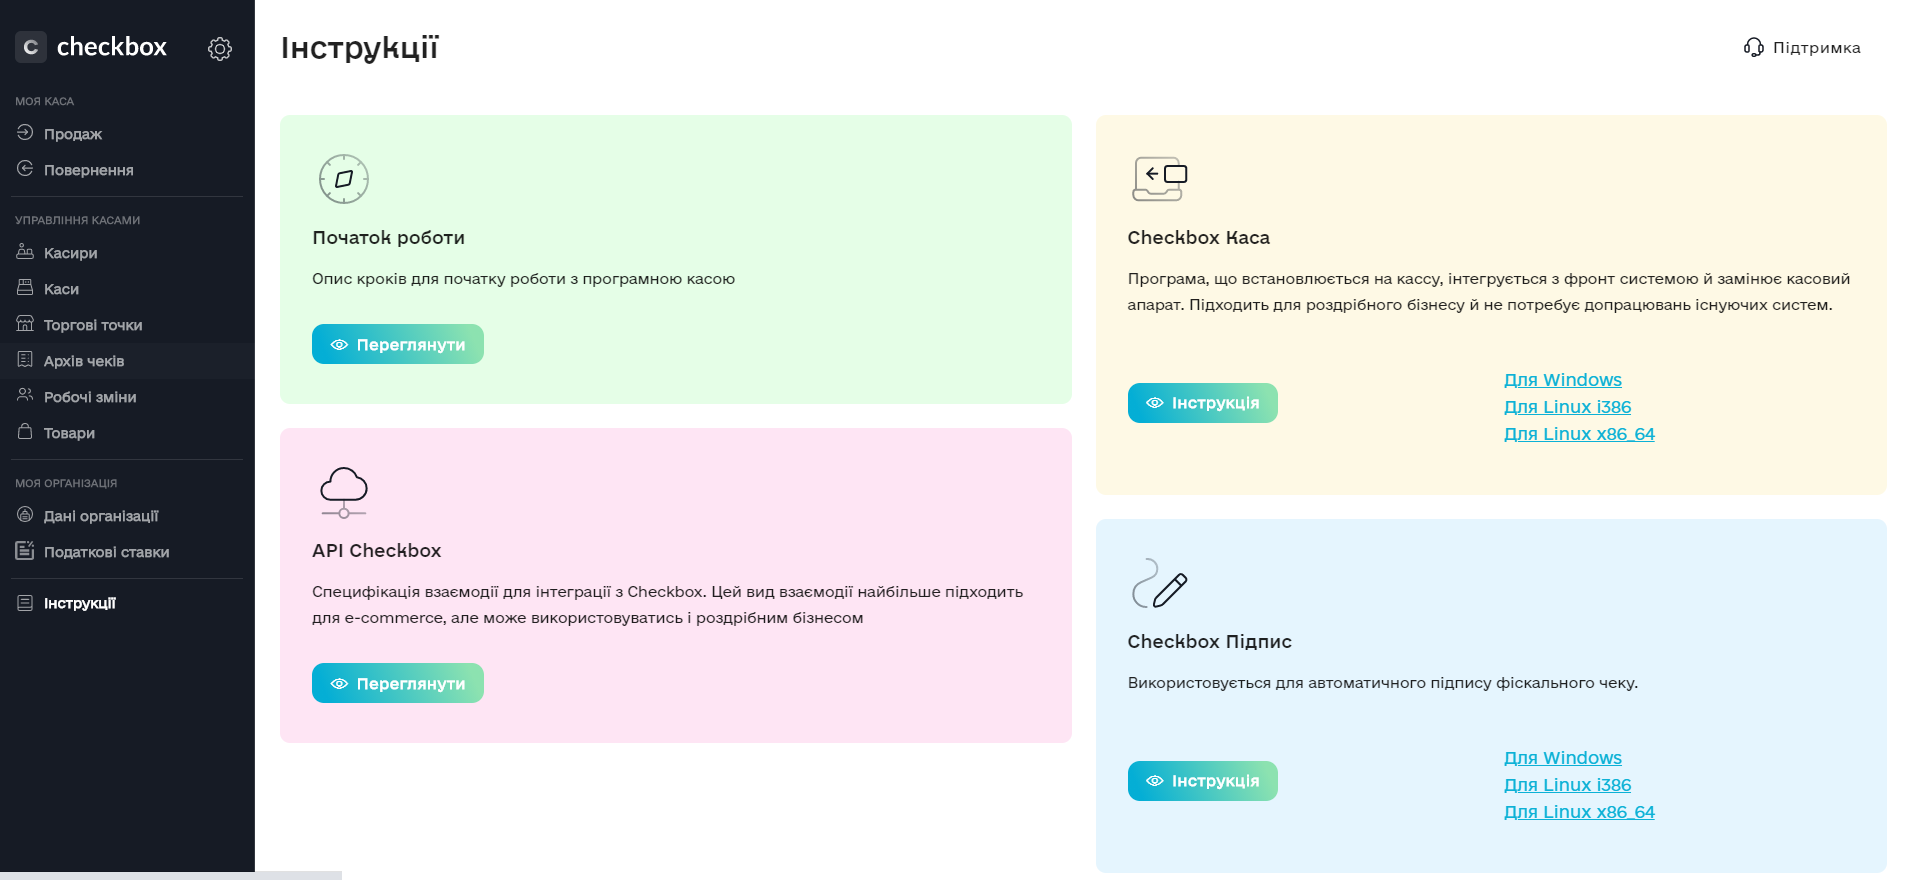 C checkbox
МОЯ КАСА
Продаж
Повернення
УПРАВЛІННЯ КАСАМИ
Касири
Каси
Торгові точки
Архів чеків
Робочі зміни
Товари
МОЯ ОРГАНІЗАЦІЯ
Дані організації
Податкові ставки
Інструкції
Інструкції
Підтримка
Початок роботи
Опис кроків для початку роботи з програмною касою
Переглянути
API Checkbox
Специфікація взаємодії для інтеграції з Checkbox. Цей вид взаємодії найбільше підходить
для e-commerce, але може використовуватись і роздрібним бізнесом
Переглянути
Checkbox Каса
Програма, що встановлюється на кассу, інтегрується з фронт системою й замінює касовий
апарат. Підходить для роздрібного бізнесу й не потребує допрацювань існуючих систем.
Інструкція
Для Windows
Для Linux i386
Для Linux x86_64
Checkbox Підпис
Використовується для автоматичного підпису фіскального чеку.
Інструкція
Для Windows
Для Linux i386
Для Linux x86_64